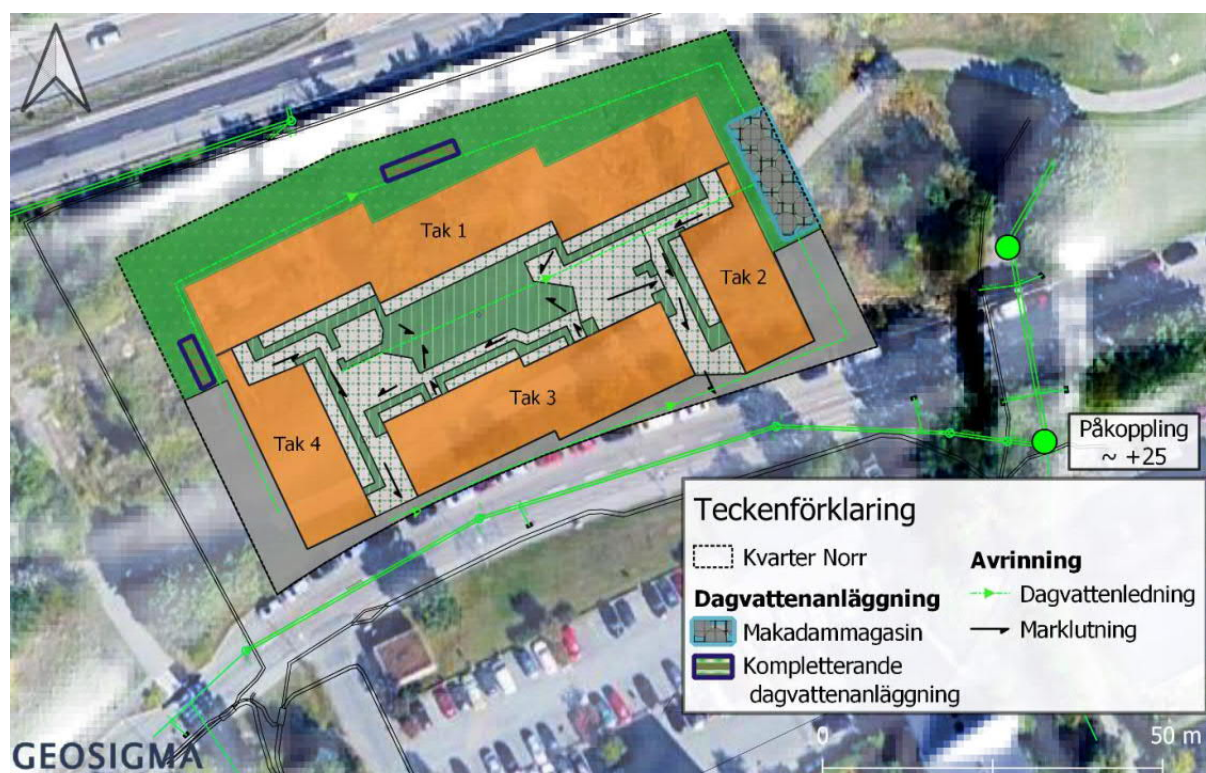 Tak 1
Tak 2
Tak 3
Tak 4
Påkoppling
~ +25
Teckenförklaring
Kvarter Norr
Dagvattenanläggning
Makadammagasin
Kompletterande
dagvattenanläggning
Avrinning
Dagvattenledning
Marklutning
GEOSIGMA
0
50 m